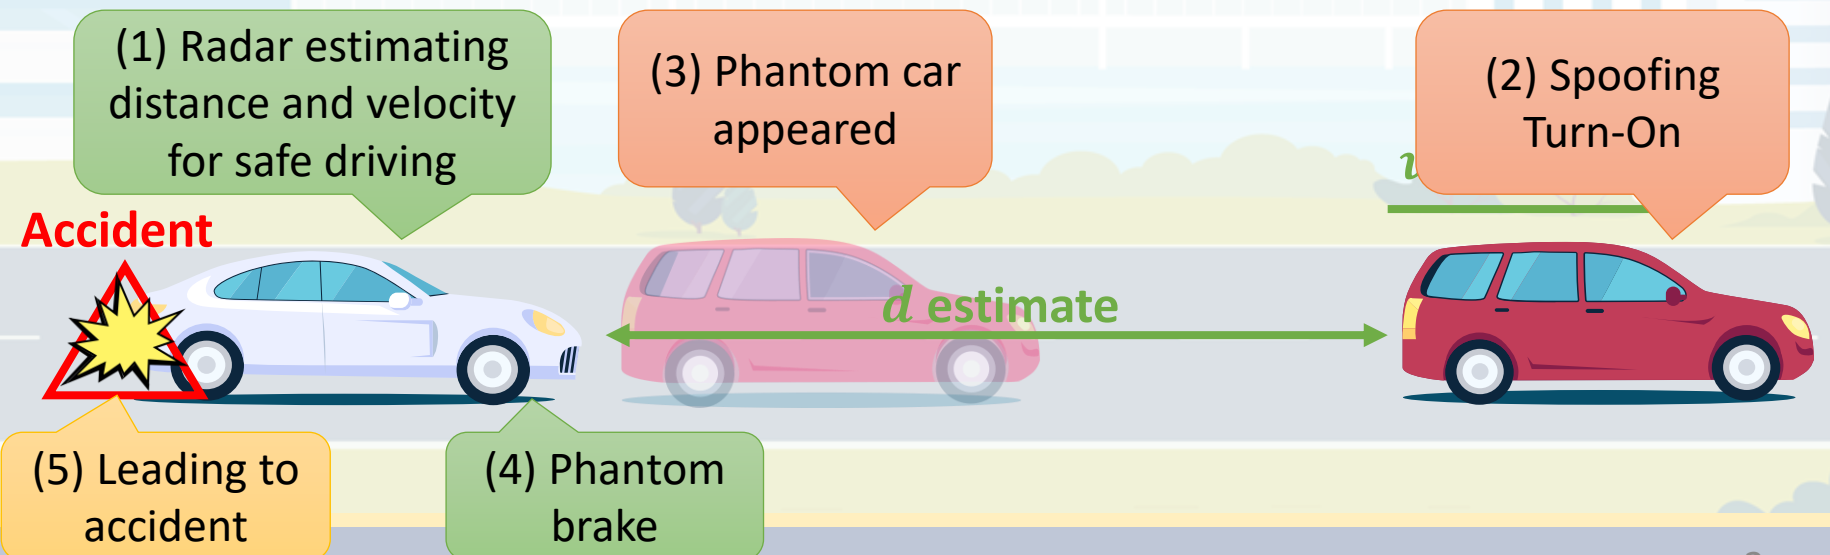 (1) Radar estimating
distance and velocity
for safe driving
(3) Phantom car
appeared
(2) Spoofing
Turn-On
Accident
d estimate
(5) Leading to
accident
(4) Phantom
brake